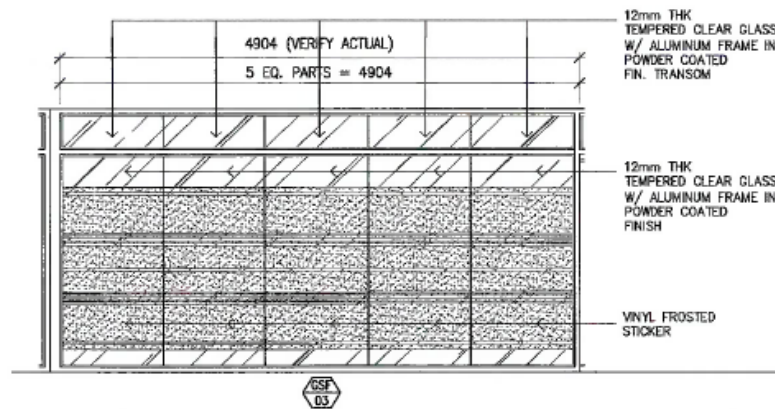 12mm THK
TEMPERED CLEAR GLASS
W/ ALUMINUM FRAME IN
POWDER COATED
FIN. TRANSOM
4904 (VERIFY ACTUAL)
5 EQ. PARTS = 4904
12mm THK
TEMPERED CLEAR GLASS
W/ ALUMINUM FRAME IN
POWDER COATED
FINISH
VINYL FROSTED
STICKER
GSF
03